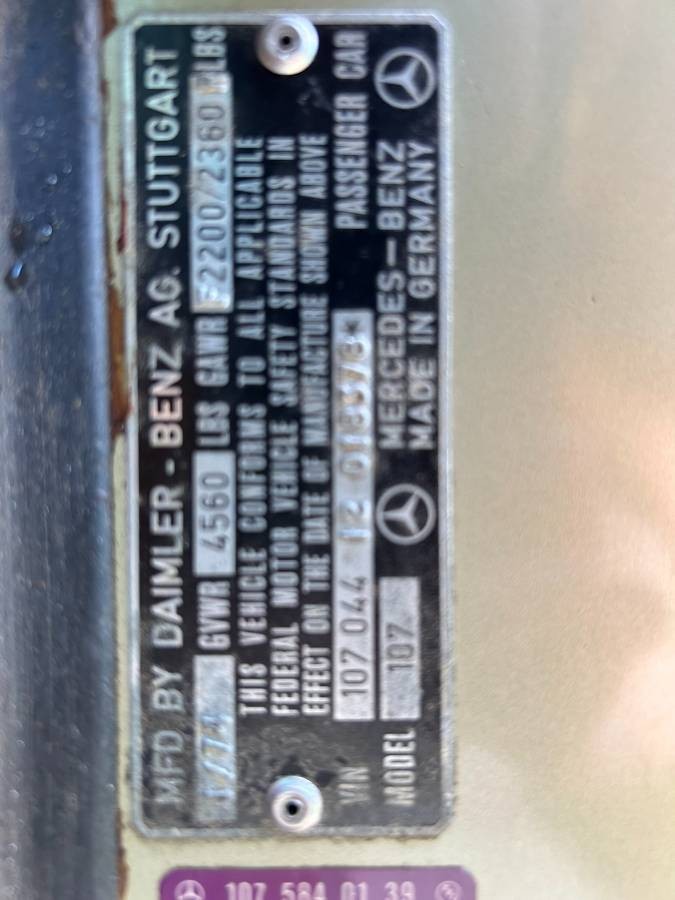 MFD BY DAIMLER - BENZ AG. STUTTGART
GVWR 4560 LBS GAWR F2200/2360 LBS
THIS VEHICLE CONFORMS TO ALL APPLICABLE
FEDERAL MOTOR VEHICLE SAFETY STANDARDS IN
EFFECT ON THE DATE OF MANUFACTURE SHOWN ABOVE
VIN 107 044 12 PASSENGER CAR
MODEL 107 MERCEDES-BENZ
MADE IN GERMANY
107 584 01 39